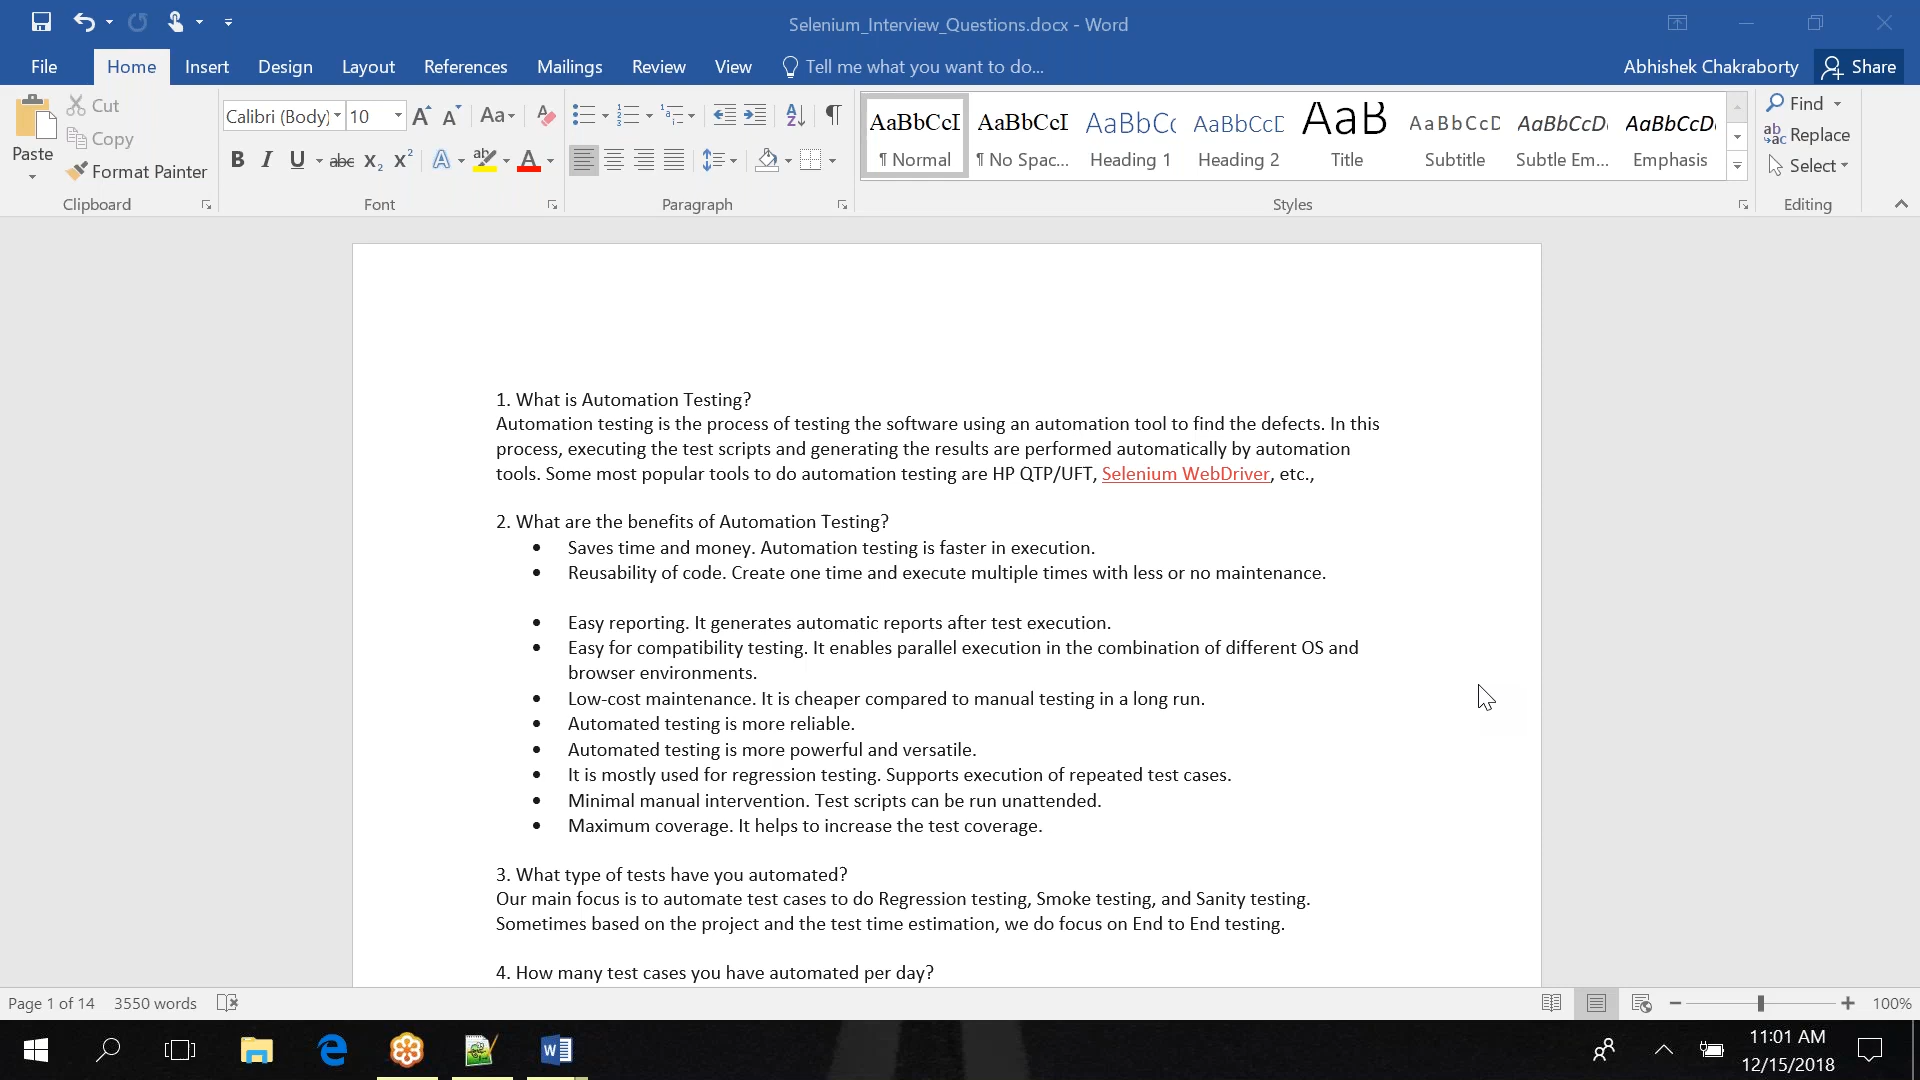 Selenium_Interview_Questions.docx - Word
File Home Insert Design Layout References Mailings Review View Tell me what you want to do... Abhishek Chakraborty Share
Cut
Copy
Format Painter
Paste
Clipboard
Calibri (Body) 10
Font
Paragraph
AaBbCcI AaBbCcI AaBbCc AaBbCcD AaB AaBbCcD AaBbCcD AaBbCcD
¶ Normal ¶ No Spac... Heading 1 Heading 2 Title Subtitle Subtle Em... Emphasis
Styles
Find
Replace
Select
Editing
1. What is Automation Testing?
Automation testing is the process of testing the software using an automation tool to find the defects. In this
process, executing the test scripts and generating the results are performed automatically by automation
tools. Some most popular tools to do automation testing are HP QTP/UFT, Selenium WebDriver, etc.,
2. What are the benefits of Automation Testing?
• Saves time and money. Automation testing is faster in execution.
• Reusability of code. Create one time and execute multiple times with less or no maintenance.
• Easy reporting. It generates automatic reports after test execution.
• Easy for compatibility testing. It enables parallel execution in the combination of different OS and
browser environments.
• Low-cost maintenance. It is cheaper compared to manual testing in a long run.
• Automated testing is more reliable.
• Automated testing is more powerful and versatile.
• It is mostly used for regression testing. Supports execution of repeated test cases.
• Minimal manual intervention. Test scripts can be run unattended.
• Maximum coverage. It helps to increase the test coverage.
3. What type of tests have you automated?
Our main focus is to automate test cases to do Regression testing, Smoke testing, and Sanity testing.
Sometimes based on the project and the test time estimation, we do focus on End to End testing.
4. How many test cases you have automated per day?
Page 1 of 14 3550 words 100%
11:01 AM
12/15/2018